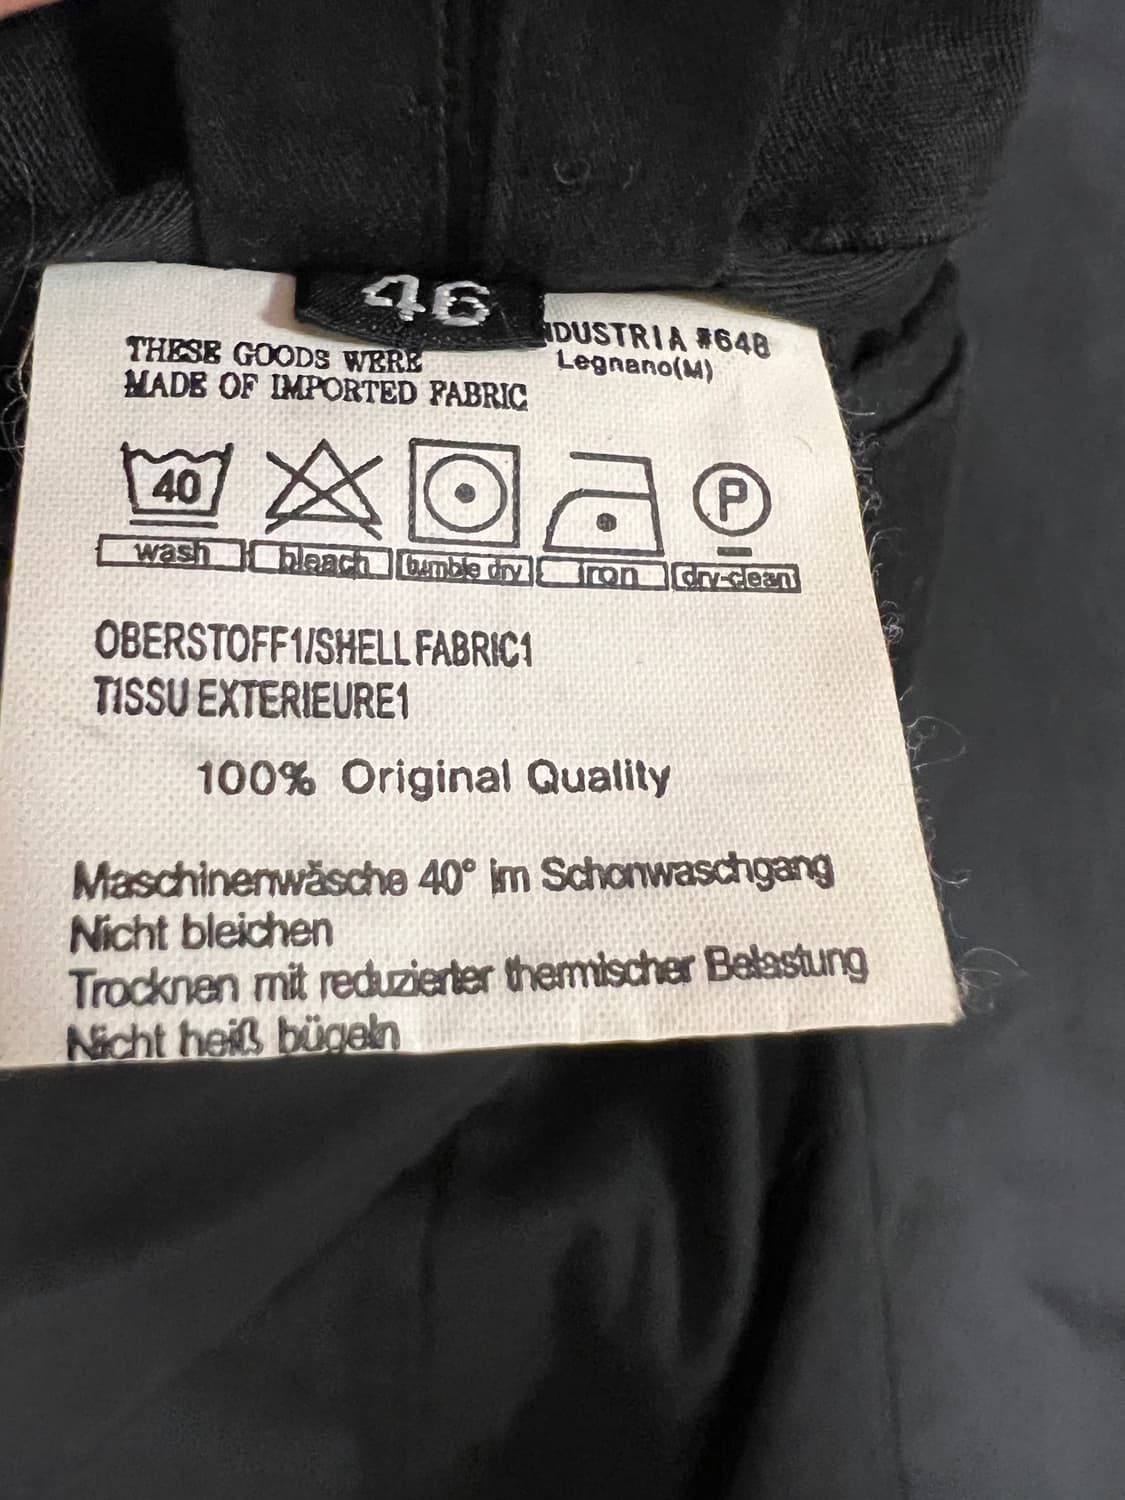 46
THESE GOODS WERE
MADE OF IMPORTED FABRIC
NDUSTRIA #648
Legnano(M)
40
P
wash bleach tumble dry iron dry-clean
OBERSTOFF1/SHELL FABRIC1
TISSU EXTERIEURE1
100% Original Quality
Maschinenwäsche 40° im Schonwaschgang
Nicht bleichen
Trocknen mit reduzierter thermischer Belastung
Nicht heiß bügeln